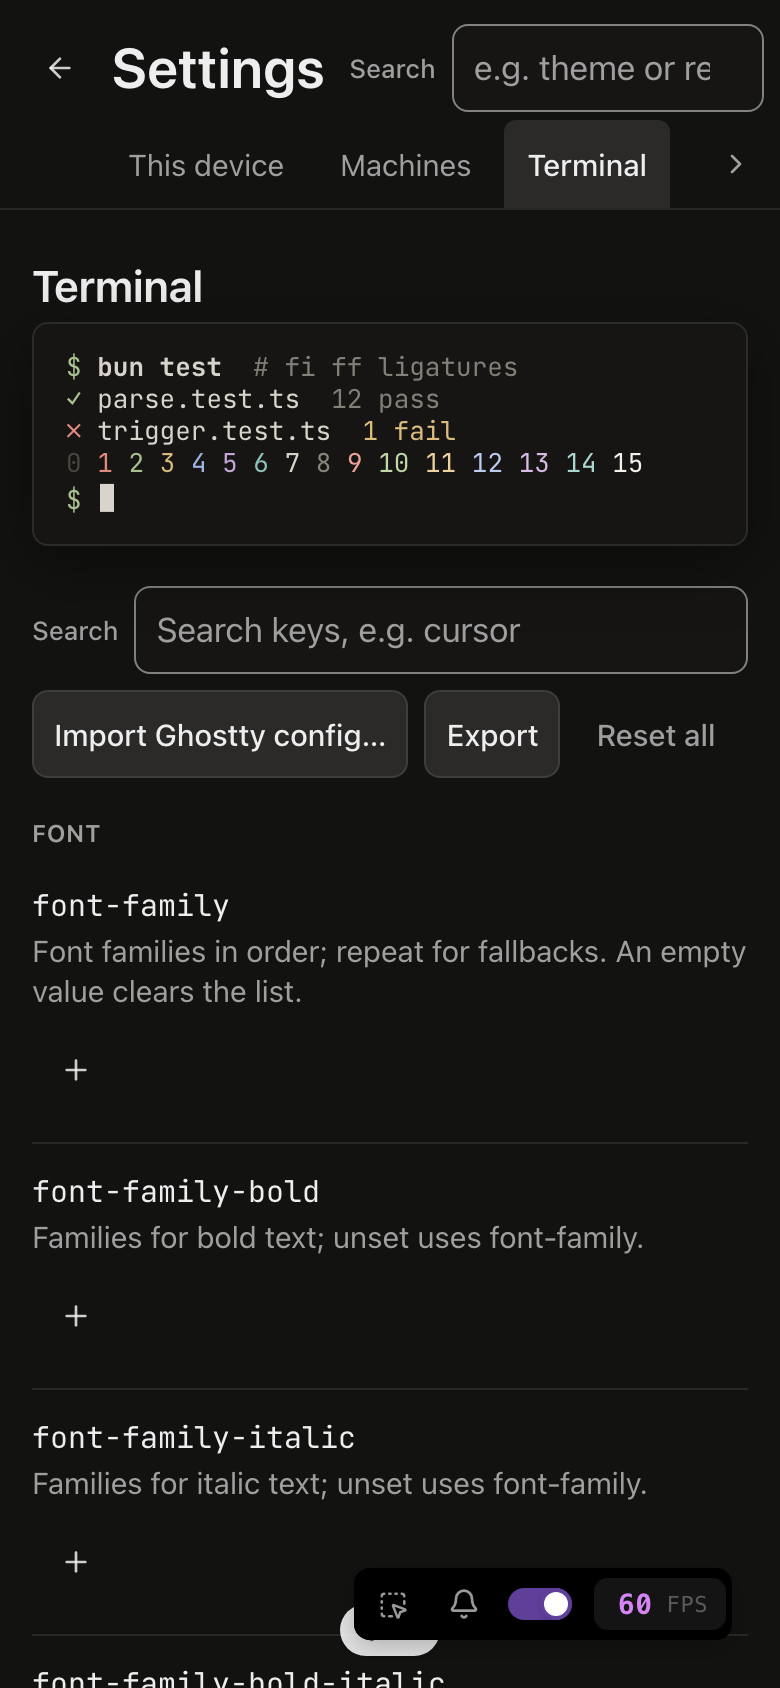 Settings Search e.g. theme or re
This device Machines Terminal
Terminal
$ bun test # fi ff ligatures
✓ parse.test.ts 12 pass
✕ trigger.test.ts 1 fail
0 1 2 3 4 5 6 7 8 9 10 11 12 13 14 15
$
Search Search keys, e.g. cursor
Import Ghostty config... Export Reset all
FONT
font-family
Font families in order; repeat for fallbacks. An empty
value clears the list.
+
font-family-bold
Families for bold text; unset uses font-family.
+
font-family-italic
Families for italic text; unset uses font-family.
+
60 FPS
font-family-bold-italic